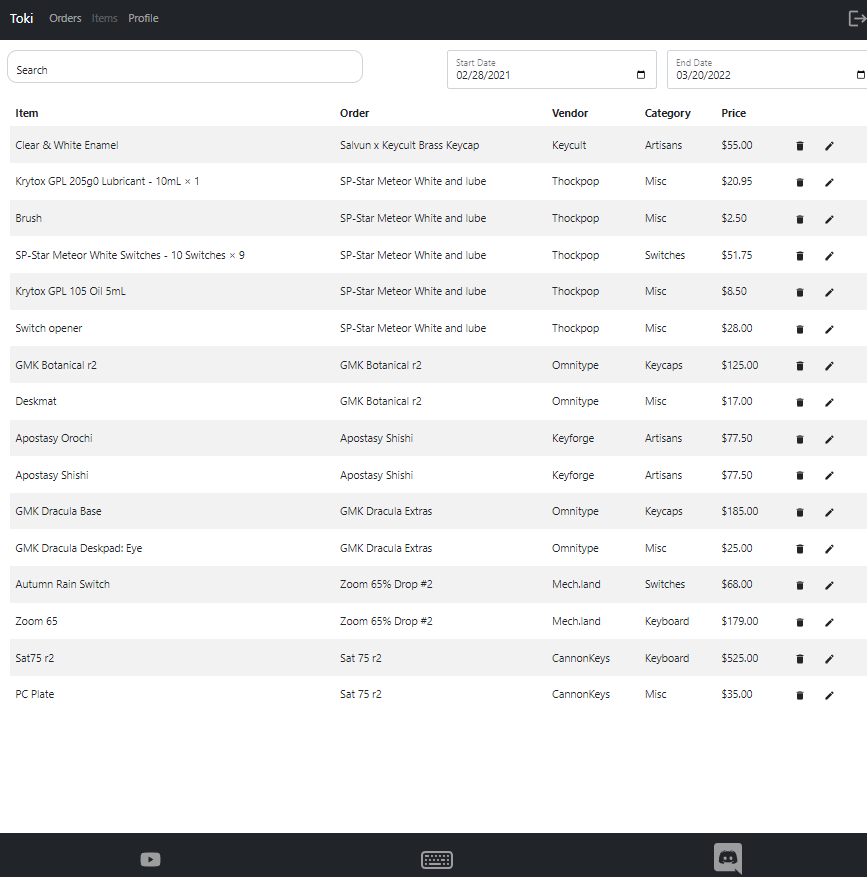 Toki Orders Items Profile
Search
Start Date
02/28/2021
End Date
03/20/2022
Item Order Vendor Category Price
Clear & White Enamel Salvun x Keycult Brass Keycap Keycult Artisans $55.00
Krytox GPL 205g0 Lubricant - 10mL × 1 SP-Star Meteor White and lube Thockpop Misc $20.95
Brush SP-Star Meteor White and lube Thockpop Misc $2.50
SP-Star Meteor White Switches - 10 Switches × 9 SP-Star Meteor White and lube Thockpop Switches $51.75
Krytox GPL 105 Oil 5mL SP-Star Meteor White and lube Thockpop Misc $8.50
Switch opener SP-Star Meteor White and lube Thockpop Misc $28.00
GMK Botanical r2 GMK Botanical r2 Omnitype Keycaps $125.00
Deskmat GMK Botanical r2 Omnitype Misc $17.00
Apostasy Orochi Apostasy Shishi Keyforge Artisans $77.50
Apostasy Shishi Apostasy Shishi Keyforge Artisans $77.50
GMK Dracula Base GMK Dracula Extras Omnitype Keycaps $185.00
GMK Dracula Deskpad: Eye GMK Dracula Extras Omnitype Misc $25.00
Autumn Rain Switch Zoom 65% Drop #2 Mech.land Switches $68.00
Zoom 65 Zoom 65% Drop #2 Mech.land Keyboard $179.00
Sat75 r2 Sat 75 r2 CannonKeys Keyboard $525.00
PC Plate Sat 75 r2 CannonKeys Misc $35.00